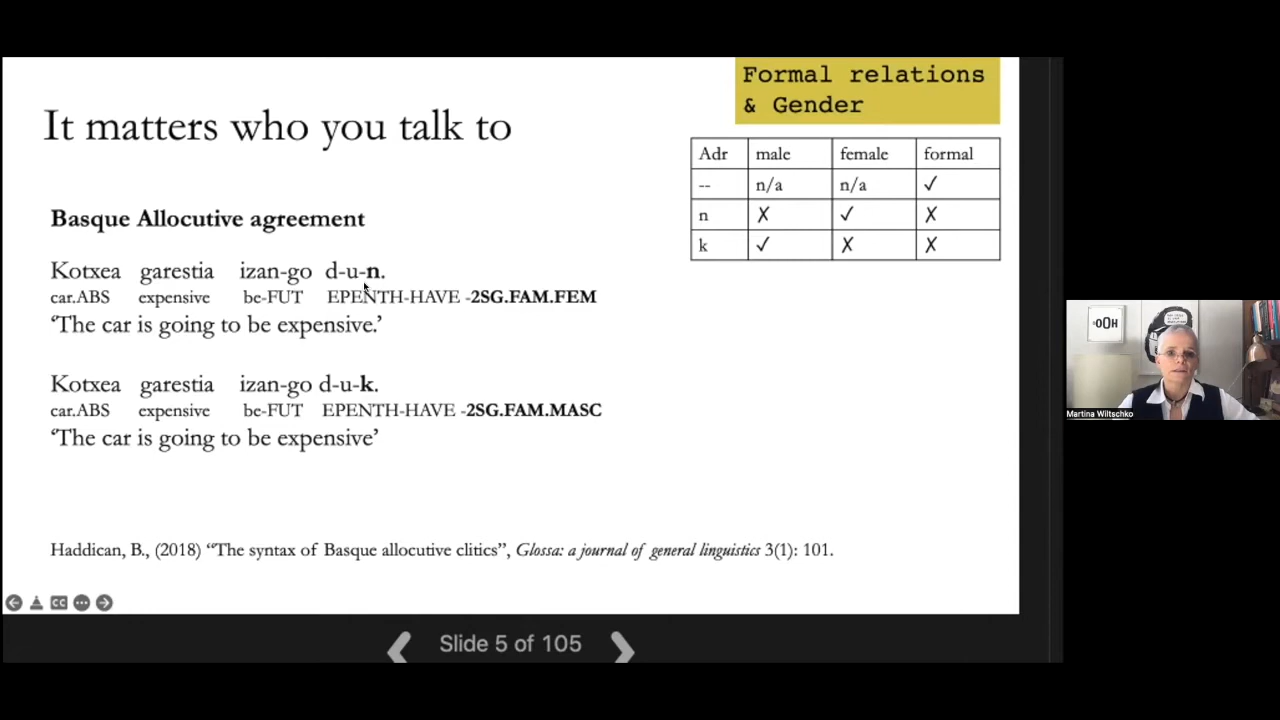 Formal relations
& Gender
It matters who you talk to
Adr male female formal
-- n/a n/a ✓
n ✗ ✓ ✗
k ✓ ✗ ✗
Basque Allocutive agreement
Kotxea garestia izan-go d-u-n.
car.ABS expensive be-FUT EPENTH-HAVE -2SG.FAM.FEM
‘The car is going to be expensive.’
Kotxea garestia izan-go d-u-k.
car.ABS expensive be-FUT EPENTH-HAVE -2SG.FAM.MASC
‘The car is going to be expensive’
Haddican, B., (2018) “The syntax of Basque allocutive clitics”, Glossa: a journal of general linguistics 3(1): 101.
CC
Slide 5 of 105
Martina Wiltschko